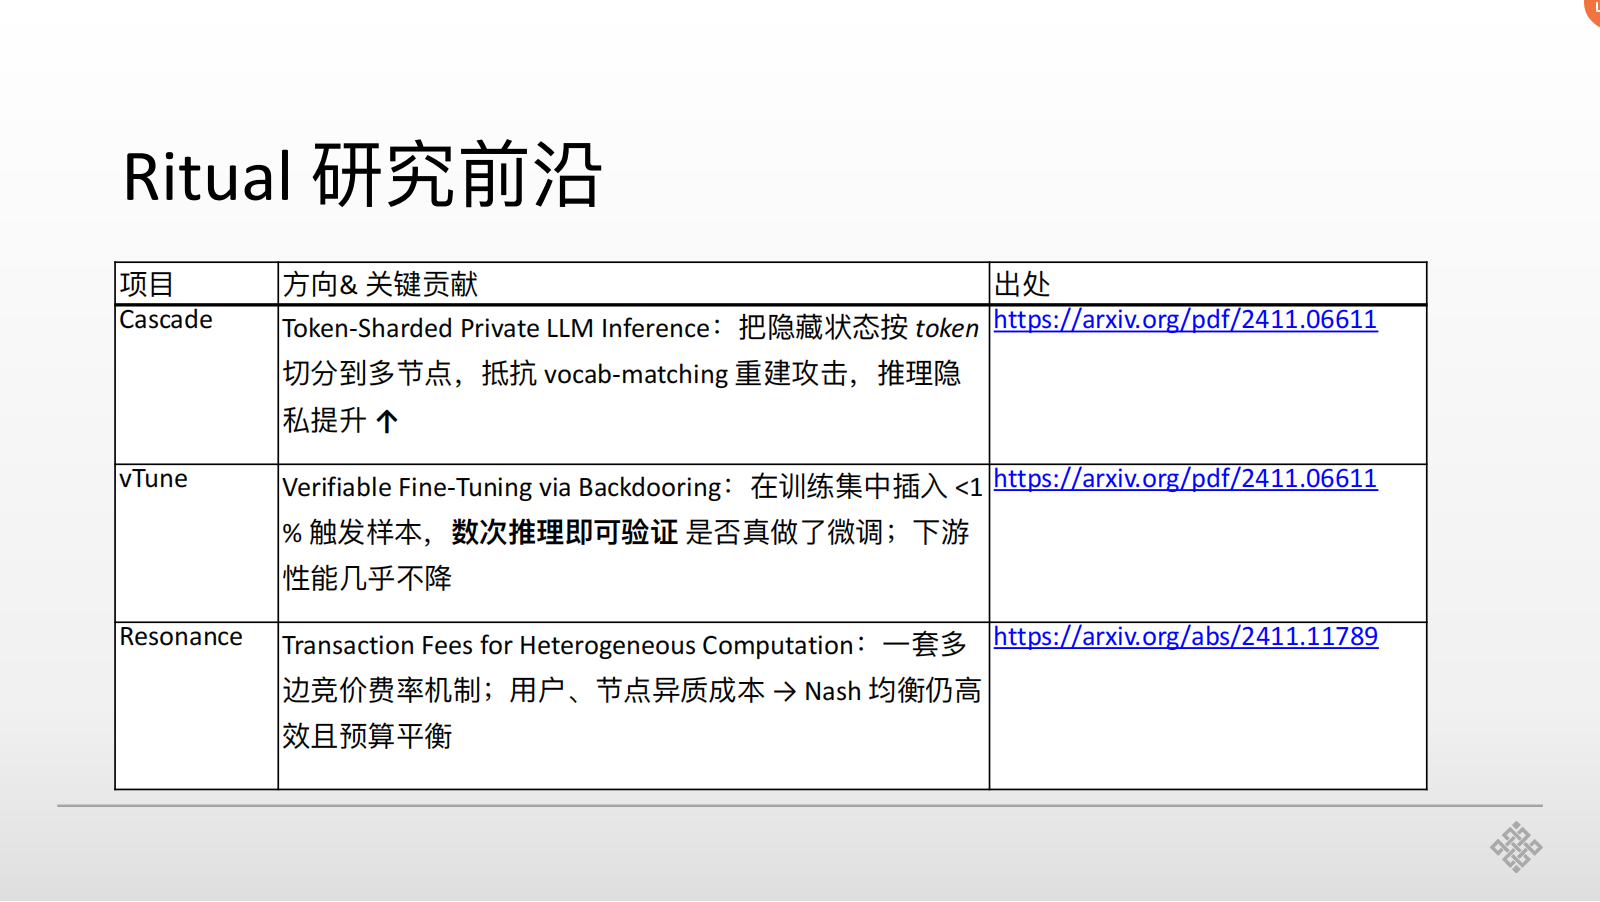 Ritual 研究前沿
项目
方向& 关键贡献
出处
Cascade
Token-Sharded Private LLM Inference：把隐藏状态按 token
切分到多节点，抵抗 vocab-matching 重建攻击，推理隐
私提升 ↑
https://arxiv.org/pdf/2411.06611
vTune
Verifiable Fine-Tuning via Backdooring：在训练集中插入 <1
% 触发样本，数次推理即可验证 是否真做了微调；下游
性能几乎不降
https://arxiv.org/pdf/2411.06611
Resonance
Transaction Fees for Heterogeneous Computation：一套多
边竞价费率机制；用户、节点异质成本 → Nash 均衡仍高
效且预算平衡
https://arxiv.org/abs/2411.11789